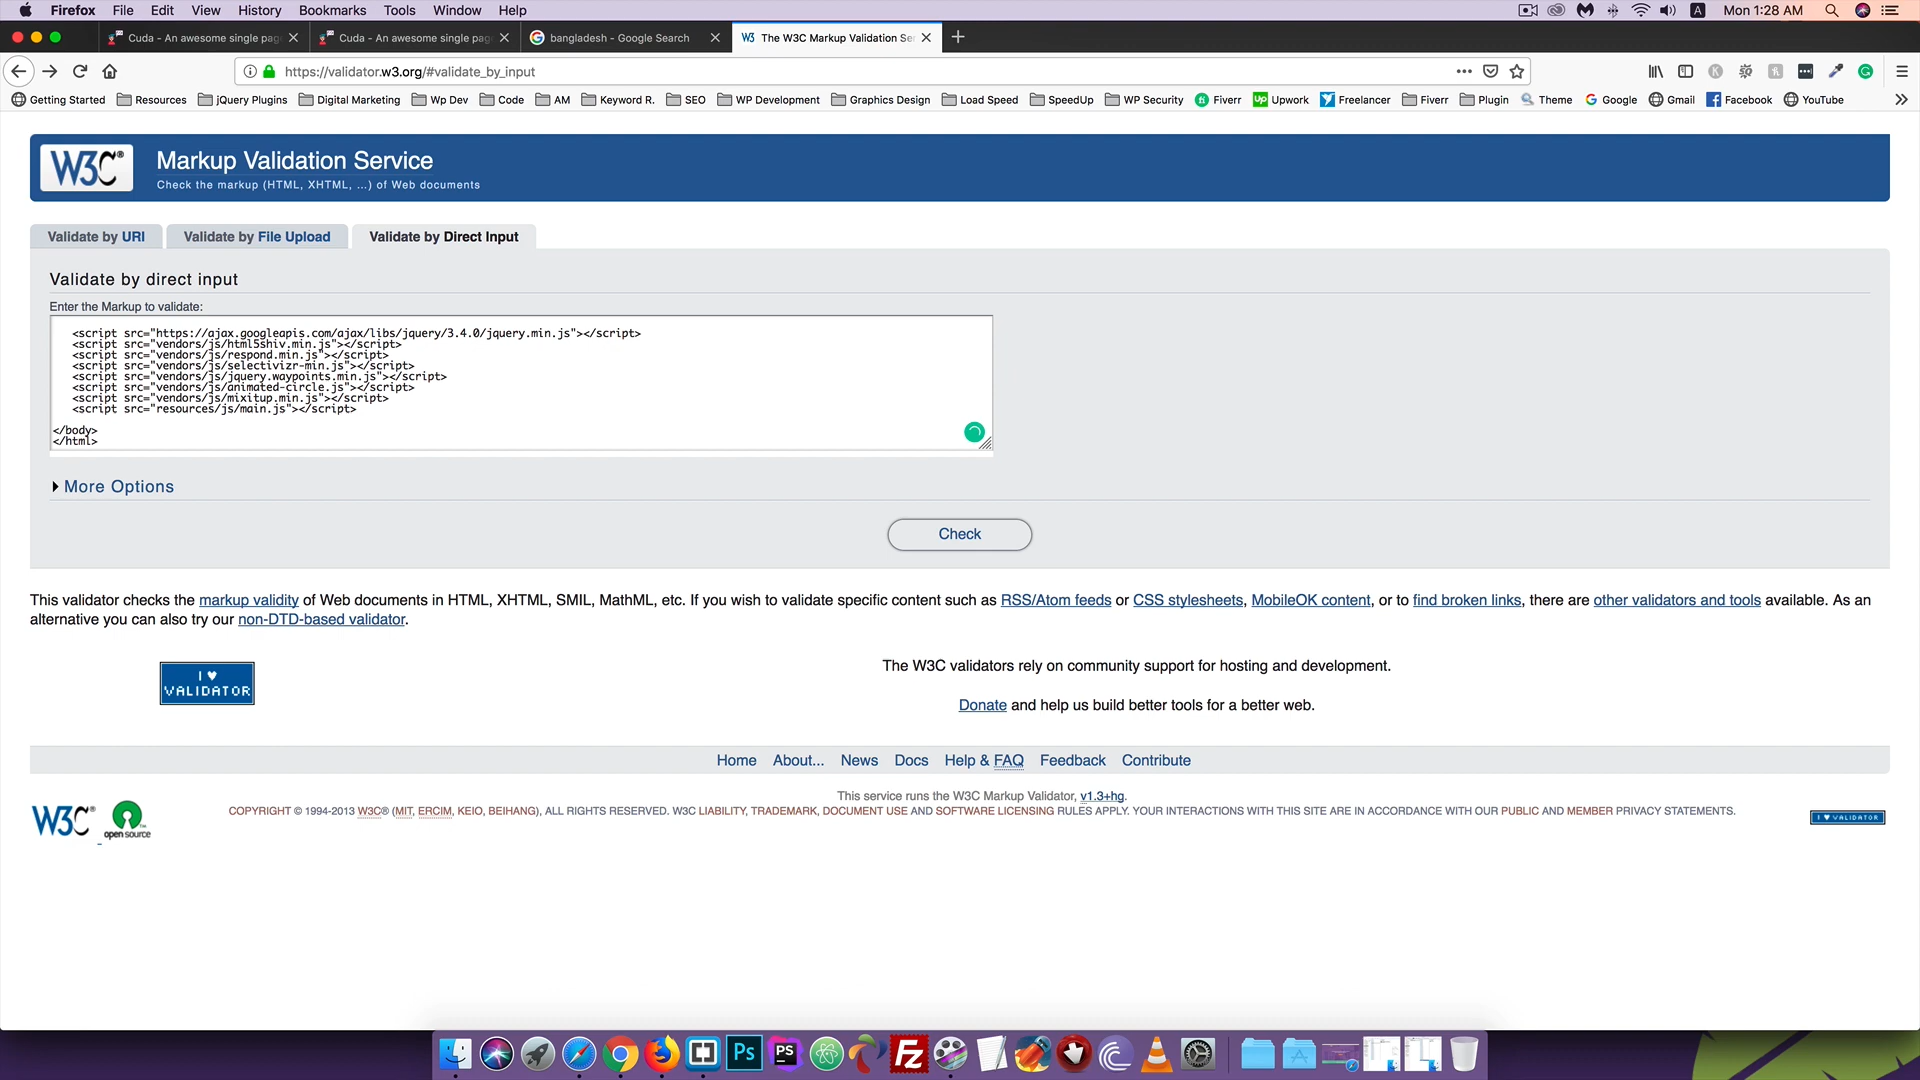 Firefox File Edit View History Bookmarks Tools Window Help A Mon 1:28 AM
Cuda - An awesome single pag Cuda - An awesome single pag bangladesh - Google Search W3 The W3C Markup Validation Se
https://validator.w3.org/#validate_by_input
Getting Started Resources jQuery Plugins Digital Marketing Wp Dev Code AM Keyword R. SEO WP Development Graphics Design Load Speed SpeedUp WP Security Fiverr Upwork Freelancer Fiverr Plugin Theme Google Gmail Facebook YouTube
W3C® Markup Validation Service
Check the markup (HTML, XHTML, ...) of Web documents
Validate by URI Validate by File Upload Validate by Direct Input
Validate by direct input
Enter the Markup to validate:
<script src="https://ajax.googleapis.com/ajax/libs/jquery/3.4.0/jquery.min.js"></script>
<script src="vendors/js/html5shiv.min.js"></script>
<script src="vendors/js/respond.min.js"></script>
<script src="vendors/js/selectivizr-min.js"></script>
<script src="vendors/js/jquery.waypoints.min.js"></script>
<script src="vendors/js/animated-circle.js"></script>
<script src="vendors/js/mixitup.min.js"></script>
<script src="resources/js/main.js"></script>
</body>
</html>
More Options
Check
This validator checks the markup validity of Web documents in HTML, XHTML, SMIL, MathML, etc. If you wish to validate specific content such as RSS/Atom feeds or CSS stylesheets, MobileOK content, or to find broken links, there are other validators and tools available. As an
alternative you can also try our non-DTD-based validator.
I ♥ VALIDATOR
The W3C validators rely on community support for hosting and development.
Donate and help us build better tools for a better web.
Home About... News Docs Help & FAQ Feedback Contribute
This service runs the W3C Markup Validator, v1.3+hg.
W3C® open source COPYRIGHT © 1994-2013 W3C® (MIT, ERCIM, KEIO, BEIHANG), ALL RIGHTS RESERVED. W3C LIABILITY, TRADEMARK, DOCUMENT USE AND SOFTWARE LICENSING RULES APPLY. YOUR INTERACTIONS WITH THIS SITE ARE IN ACCORDANCE WITH OUR PUBLIC AND MEMBER PRIVACY STATEMENTS. I ♥ VALIDATOR
Ps PS FZ